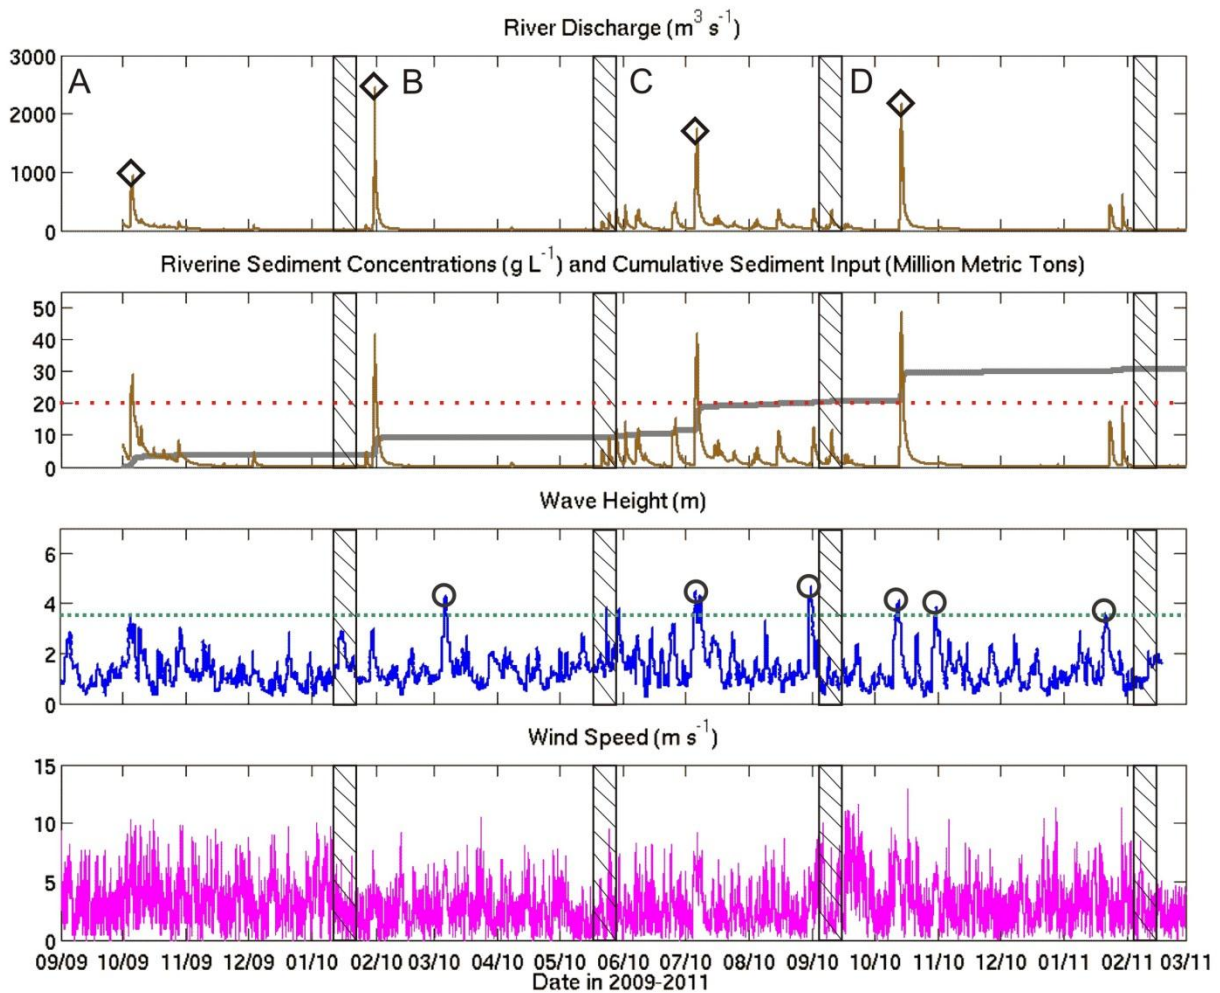 River Discharge (m³ s⁻¹)
3000
2000
1000
0
A
B
C
D
Riverine Sediment Concentrations (g L⁻¹) and Cumulative Sediment Input (Million Metric Tons)
50
40
30
20
10
0
Wave Height (m)
6
4
2
0
Wind Speed (m s⁻¹)
15
10
5
0
09/09 10/09 11/09 12/09 01/10 02/10 03/10 04/10 05/10 06/10 07/10 08/10 09/10 10/10 11/10 12/10 01/11 02/11 03/11
Date in 2009-2011